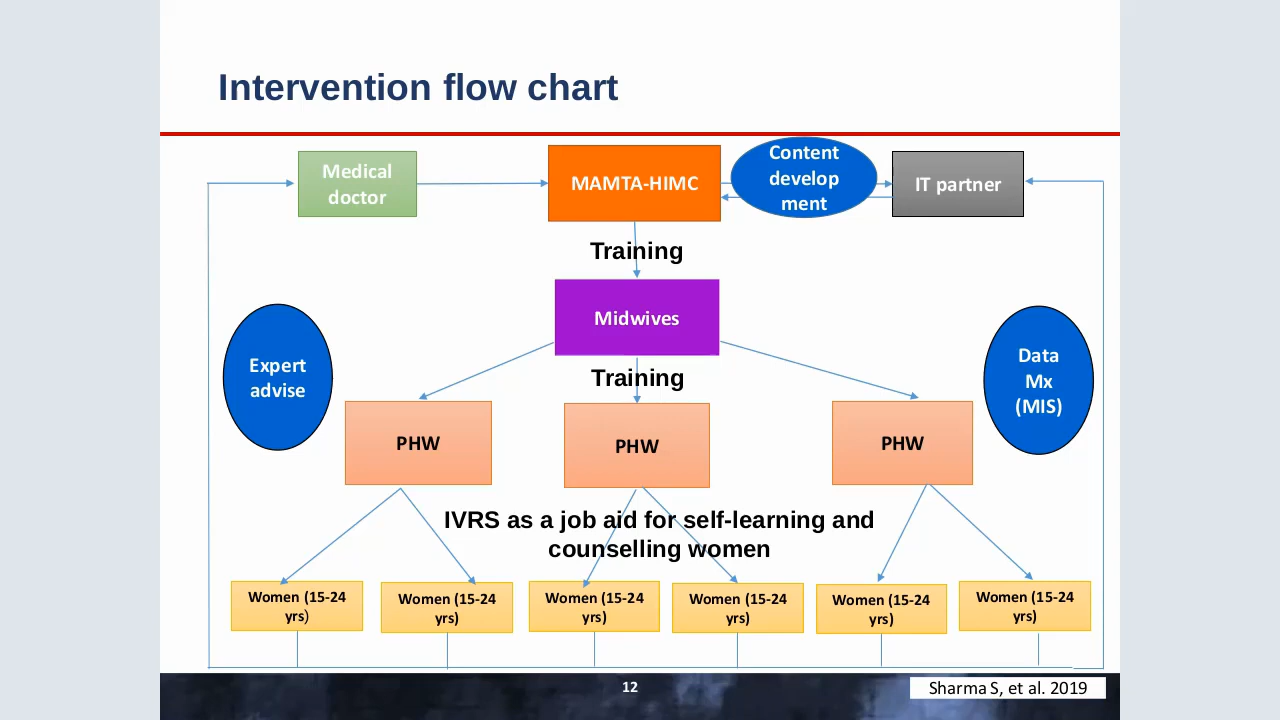 Intervention flow chart
Medical
doctor
MAMTA-HIMC
Content
develop
ment
IT partner
Training
Midwives
Expert
advise
Data
Mx
(MIS)
Training
PHW
PHW
PHW
IVRS as a job aid for self-learning and
counselling women
Women (15-24
yrs)
Women (15-24
yrs)
Women (15-24
yrs)
Women (15-24
yrs)
Women (15-24
yrs)
Women (15-24
yrs)
12
Sharma S, et al. 2019